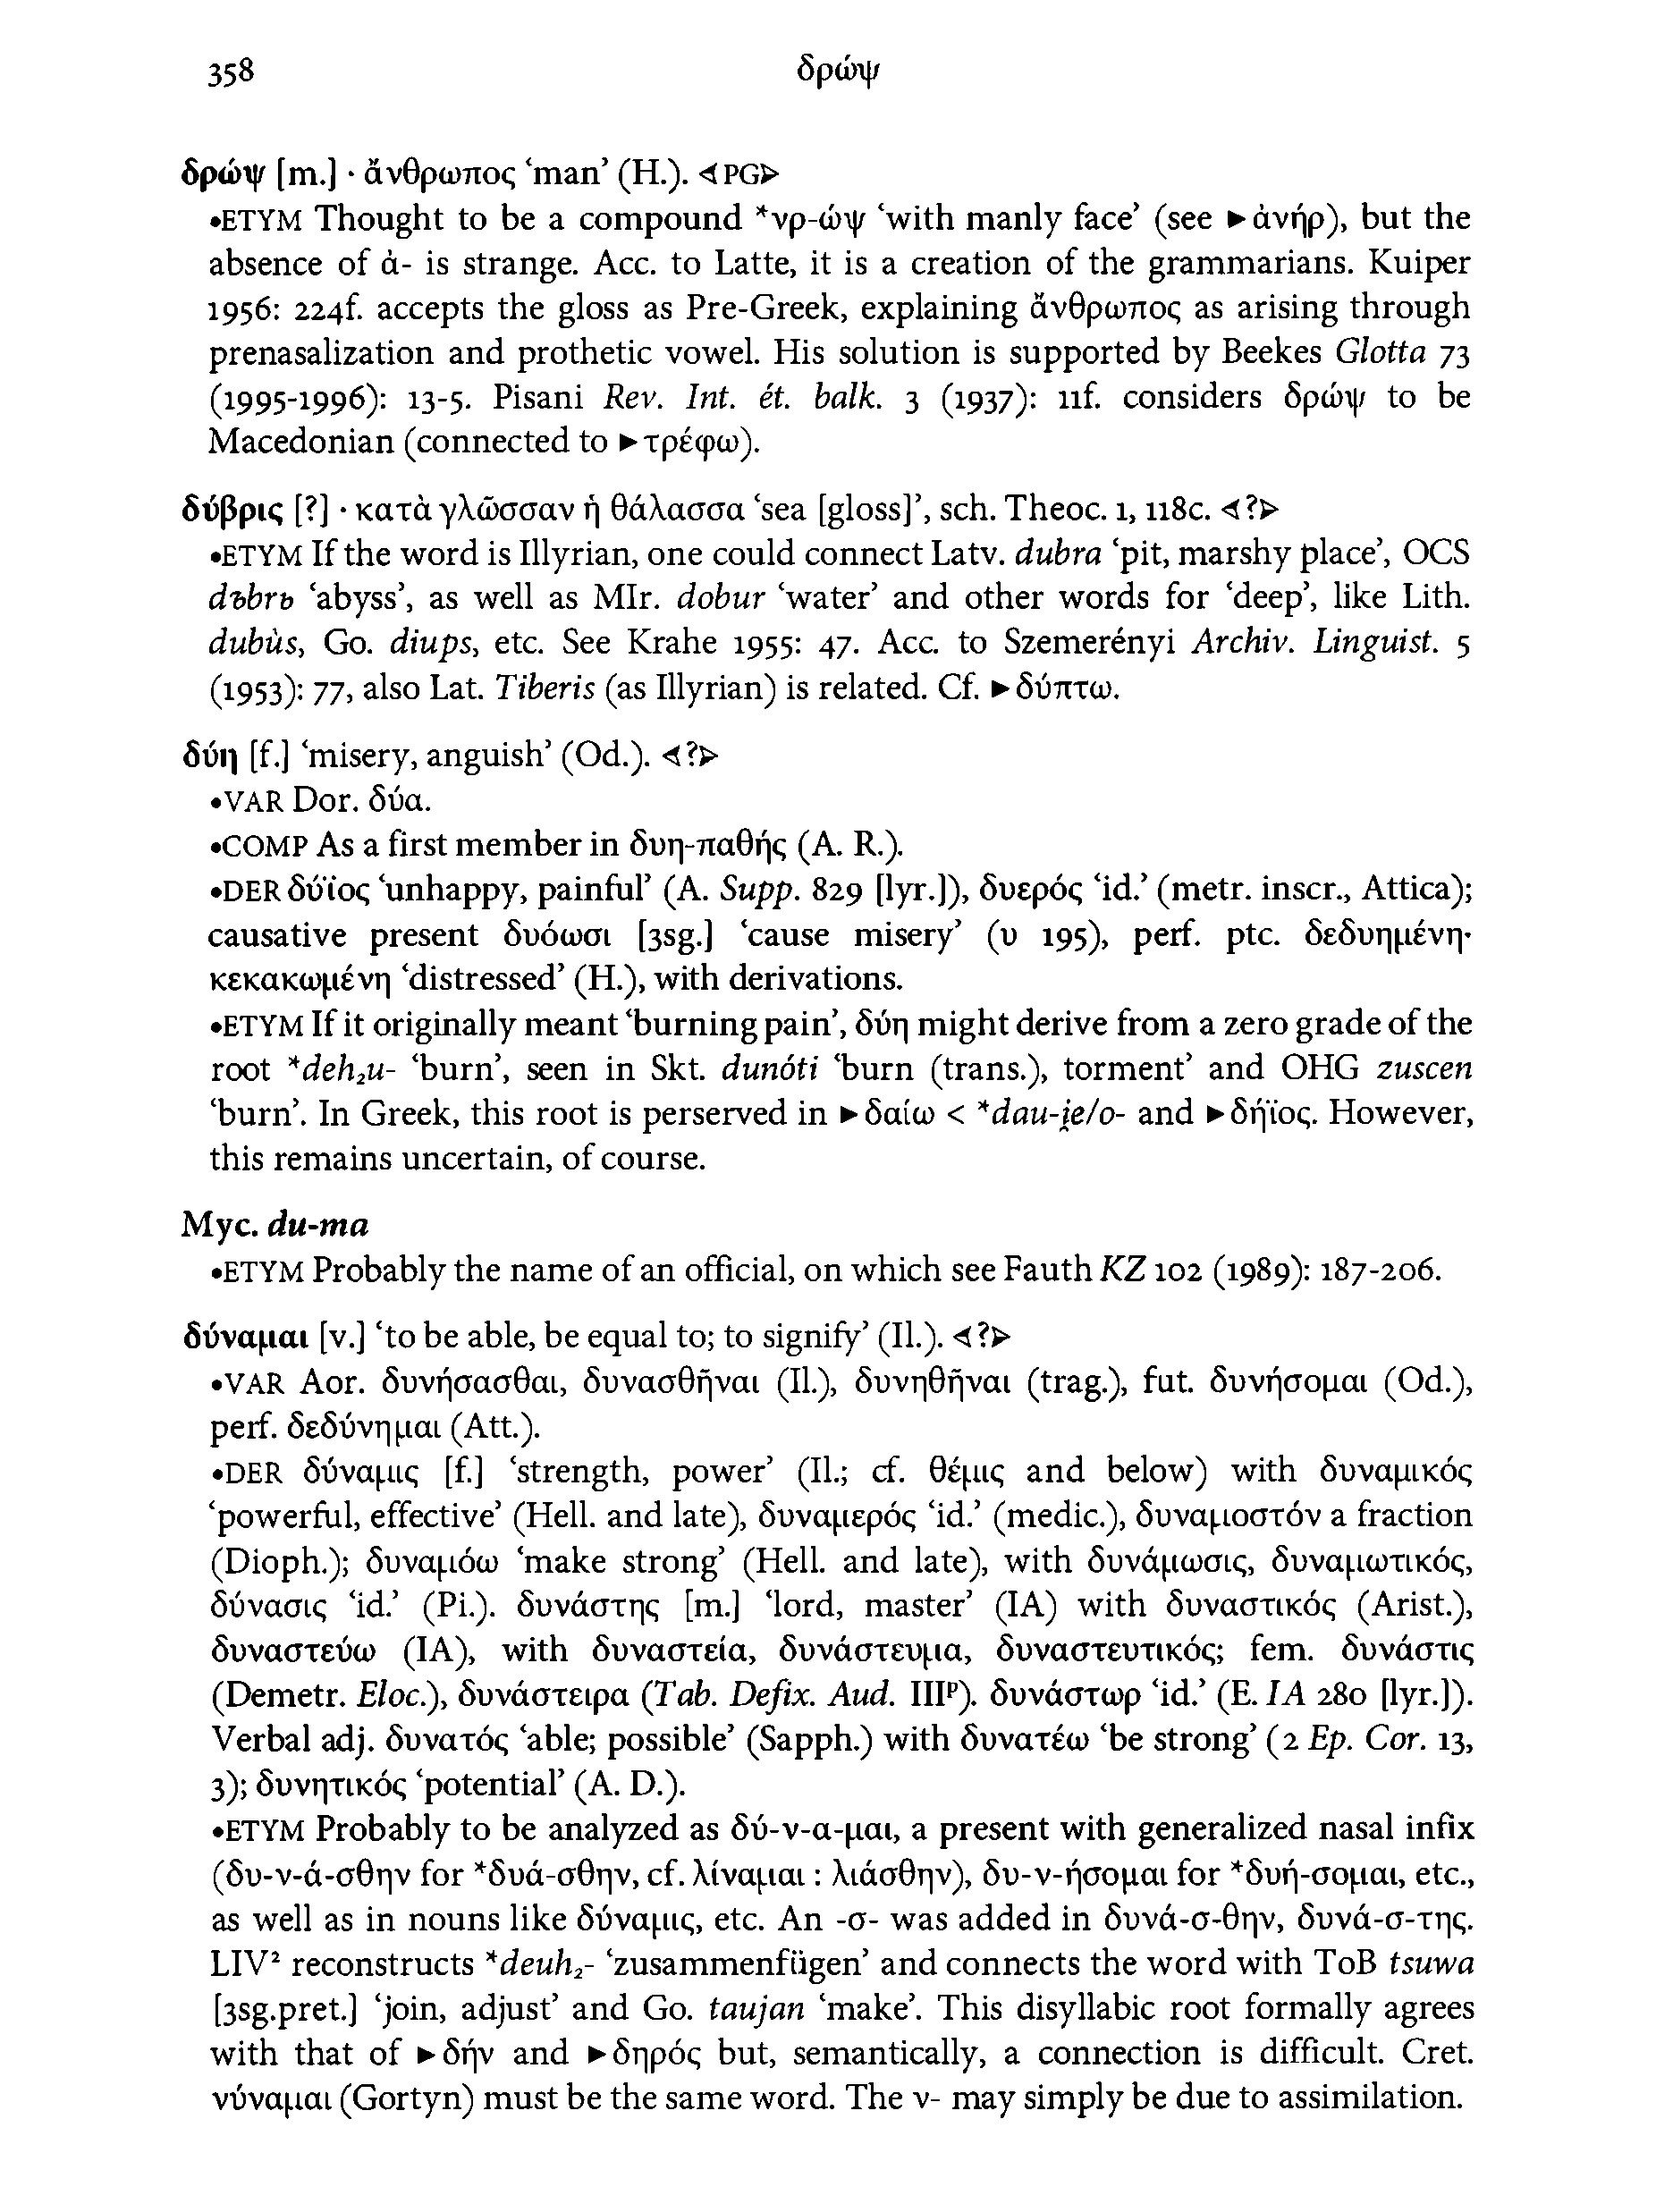 358 δρώψ
δρώψ [m.] · ἄνθρωπος ‘man’ (H.). ◁PG▷
•ETYM Thought to be a compound *νρ-ώψ ‘with manly face’ (see ►ἀνήρ), but the
absence of ἀ- is strange. Acc. to Latte, it is a creation of the grammarians. Kuiper
1956: 224f. accepts the gloss as Pre-Greek, explaining ἄνθρωπος as arising through
prenasalization and prothetic vowel. His solution is supported by Beekes Glotta 73
(1995-1996): 13-5. Pisani Rev. Int. ét. balk. 3 (1937): 11f. considers δρώψ to be
Macedonian (connected to ►τρέφω).
δύβρις [?] · κατὰ γλῶσσαν ἡ θάλασσα ‘sea [gloss]’, sch. Theoc. 1, 118c. ◁?▷
•ETYM If the word is Illyrian, one could connect Latv. dubra ‘pit, marshy place’, OCS
dъbrъ ‘abyss’, as well as MIr. dobur ‘water’ and other words for ‘deep’, like Lith.
dubùs, Go. diups, etc. See Krahe 1955: 47. Acc. to Szemerényi Archiv. Linguist. 5
(1953): 77, also Lat. Tiberis (as Illyrian) is related. Cf. ►δύπτω.
δύη [f.] ‘misery, anguish’ (Od.). ◁?▷
•VAR Dor. δύα.
•COMP As a first member in δυη-παθής (A. R.).
•DER δύϊος ‘unhappy, painful’ (A. Supp. 829 [lyr.]), δυερός ‘id.’ (metr. inscr., Attica);
causative present δυόωσι [3sg.] ‘cause misery’ (υ 195), perf. ptc. δεδυημένη·
κεκακωμένη ‘distressed’ (H.), with derivations.
•ETYM If it originally meant ‘burning pain’, δύη might derive from a zero grade of the
root *deh₂u- ‘burn’, seen in Skt. dunóti ‘burn (trans.), torment’ and OHG zuscen
‘burn’. In Greek, this root is perserved in ►δαίω < *dau-i̯e/o- and ►δήϊος. However,
this remains uncertain, of course.
Myc. du-ma
•ETYM Probably the name of an official, on which see Fauth KZ 102 (1989): 187-206.
δύναμαι [v.] ‘to be able, be equal to; to signify’ (Il.). ◁?▷
•VAR Aor. δυνήσασθαι, δυνασθῆναι (Il.), δυνηθῆναι (trag.), fut. δυνήσομαι (Od.),
perf. δεδύνημαι (Att.).
•DER δύναμις [f.] ‘strength, power’ (Il.; cf. θέμις and below) with δυναμικός
‘powerful, effective’ (Hell. and late), δυναμερός ‘id.’ (medic.), δυναμοστόν a fraction
(Dioph.); δυναμόω ‘make strong’ (Hell. and late), with δυνάμωσις, δυναμωτικός,
δύνασις ‘id.’ (Pi.). δυνάστης [m.] ‘lord, master’ (IA) with δυναστικός (Arist.),
δυναστεύω (IA), with δυναστεία, δυνάστευμα, δυναστευτικός; fem. δυνάστις
(Demetr. Eloc.), δυνάστειρα (Tab. Defix. Aud. IIIᵖ). δυνάστωρ ‘id.’ (E. IA 280 [lyr.]).
Verbal adj. δυνατός ‘able; possible’ (Sapph.) with δυνατέω ‘be strong’ (2 Ep. Cor. 13,
3); δυνητικός ‘potential’ (A. D.).
•ETYM Probably to be analyzed as δύ-ν-α-μαι, a present with generalized nasal infix
(δυ-ν-ά-σθην for *δυά-σθην, cf. λίναμαι : λιάσθην), δυ-ν-ήσομαι for *δυή-σομαι, etc.,
as well as in nouns like δύναμις, etc. An -σ- was added in δυνά-σ-θην, δυνά-σ-της.
LIV² reconstructs *deuh₂- ‘zusammenfügen’ and connects the word with ToB tsuwa
[3sg.pret.] ‘join, adjust’ and Go. taujan ‘make’. This disyllabic root formally agrees
with that of ►δήν and ►δηρός but, semantically, a connection is difficult. Cret.
νύναμαι (Gortyn) must be the same word. The ν- may simply be due to assimilation.